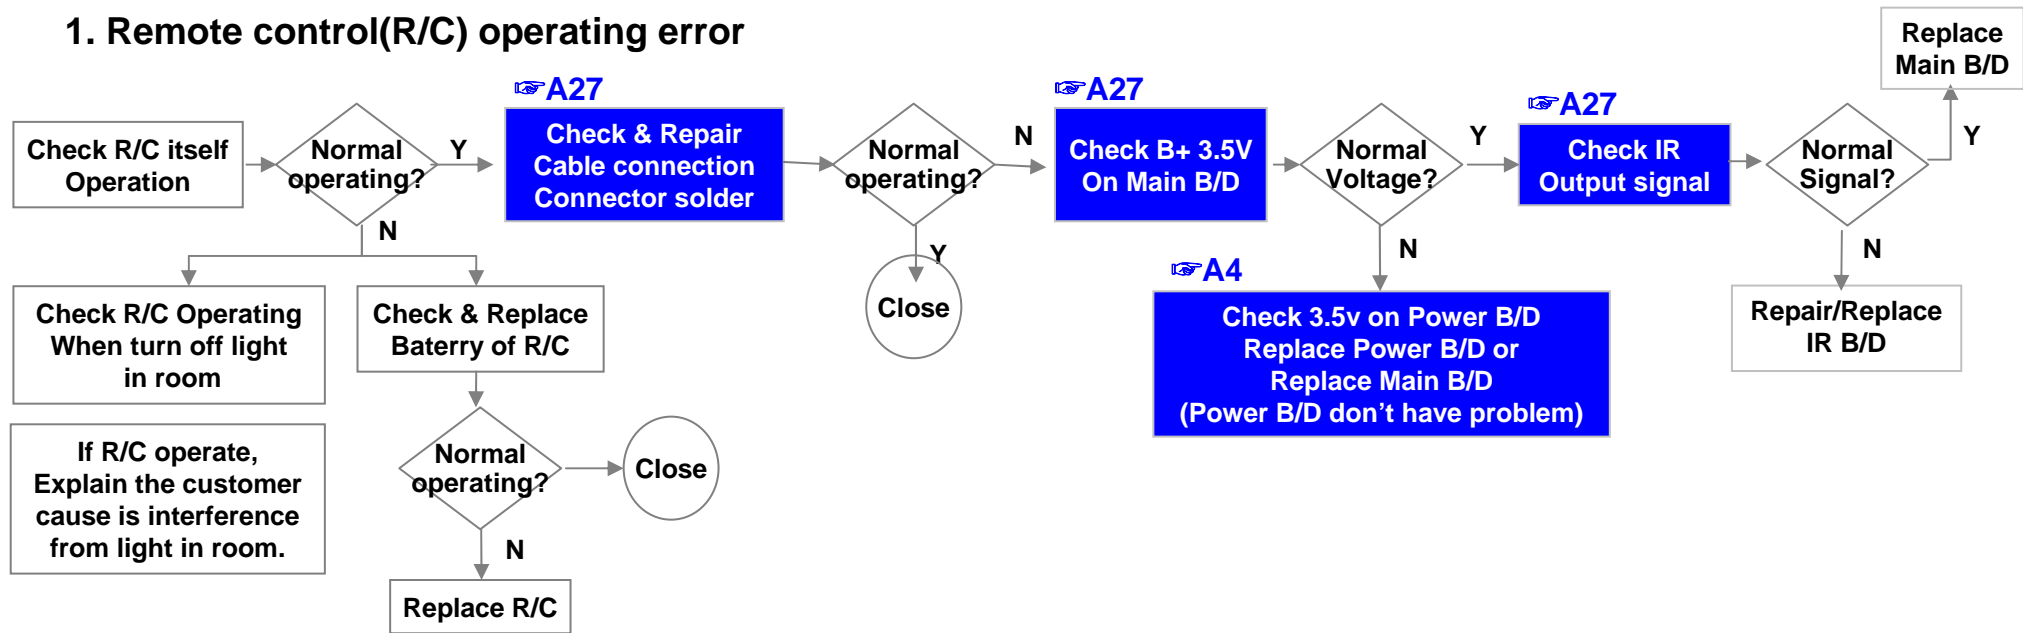 1. Remote control(R/C) operating error
Replace
Main B/D
☞A27
☞A27
☞A27
Check R/C itself
Operation
Normal
operating?
Y
Check & Repair
Cable connection
Connector solder
Normal
operating?
N
Check B+ 3.5V
On Main B/D
Normal
Voltage?
Y
Check IR
Output signal
Normal
Signal?
Y
N
Y
N
N
☞A4
Check R/C Operating
When turn off light
in room
Check & Replace
Baterry of R/C
Close
Check 3.5v on Power B/D
Replace Power B/D or
Replace Main B/D
(Power B/D don’t have problem)
Repair/Replace
IR B/D
If R/C operate,
Explain the customer
cause is interference
from light in room.
Normal
operating?
Close
N
Replace R/C